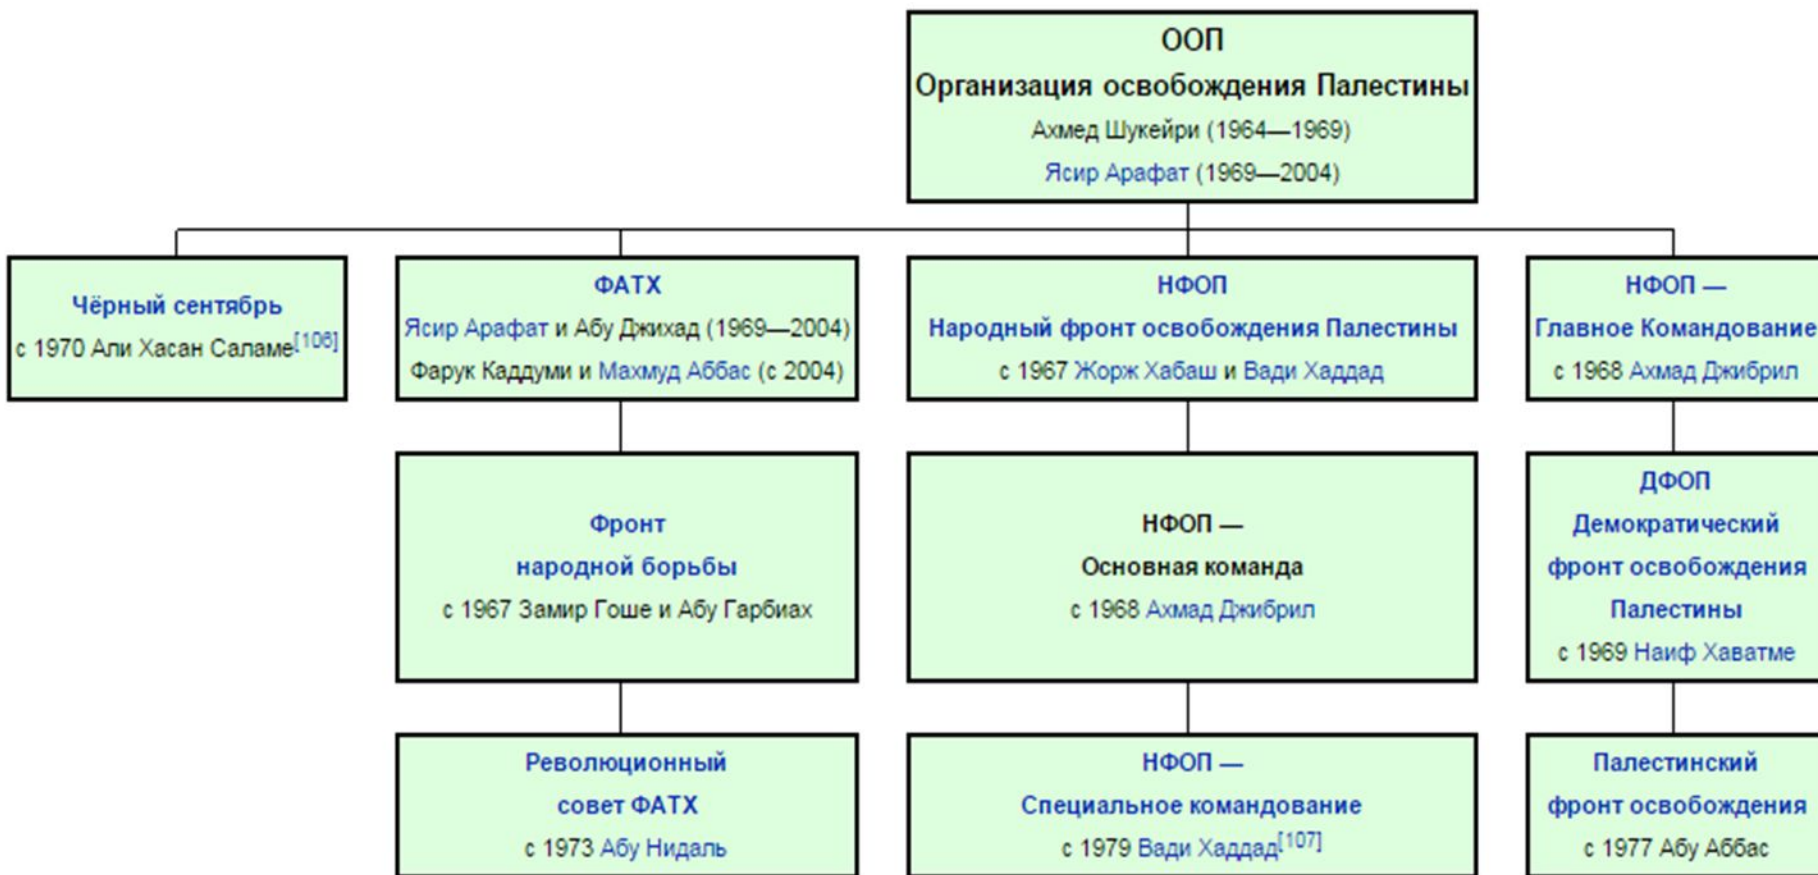 ООП
Организация освобождения Палестины
Ахмед Шукейри (1964—1969)
Ясир Арафат (1969—2004)
Чёрный сентябрь
с 1970 Али Хасан Саламе[106]
ФАТХ
Ясир Арафат и Абу Джихад (1969—2004)
Фарук Каддуми и Махмуд Аббас (с 2004)
НФОП
Народный фронт освобождения Палестины
с 1967 Жорж Хабаш и Вади Хаддад
НФОП —
Главное Командование
с 1968 Ахмад Джибрил
Фронт
народной борьбы
с 1967 Замир Гоше и Абу Гарбиах
НФОП —
Основная команда
с 1968 Ахмад Джибрил
ДФОП
Демократический
фронт освобождения
Палестины
с 1969 Наиф Хаватме
Революционный
совет ФАТХ
с 1973 Абу Нидаль
НФОП —
Специальное командование
с 1979 Вади Хаддад[107]
Палестинский
фронт освобождения
с 1977 Абу Аббас